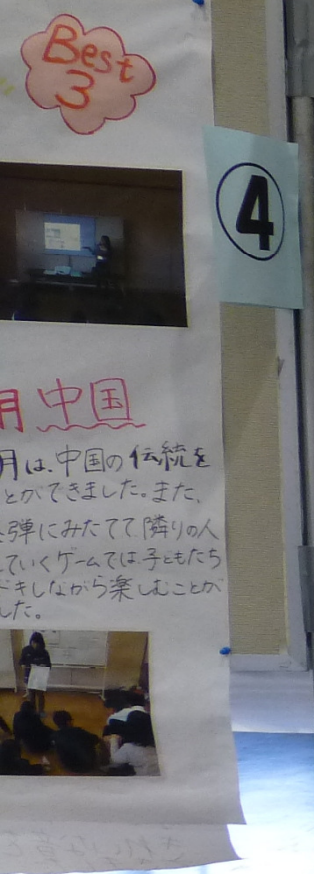 Best
3
④
月 中国
月は、中国の伝統を
とができました。また、
弾にみたてて隣りの人
ていくゲームでは子どもたち
ドキしながら楽しむことが
した。